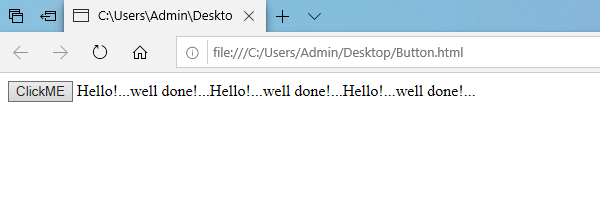 C:\Users\Admin\Deskto
file:///C:/Users/Admin/Desktop/Button.html
ClickME Hello!...well done!...Hello!...well done!...Hello!...well done!...